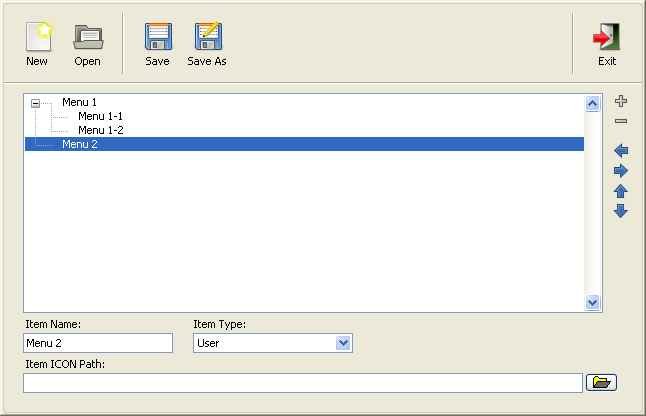 New Open Save Save As Exit
Menu 1
Menu 1-1
Menu 1-2
Menu 2
Item Name: Item Type:
Menu 2 User
Item ICON Path: